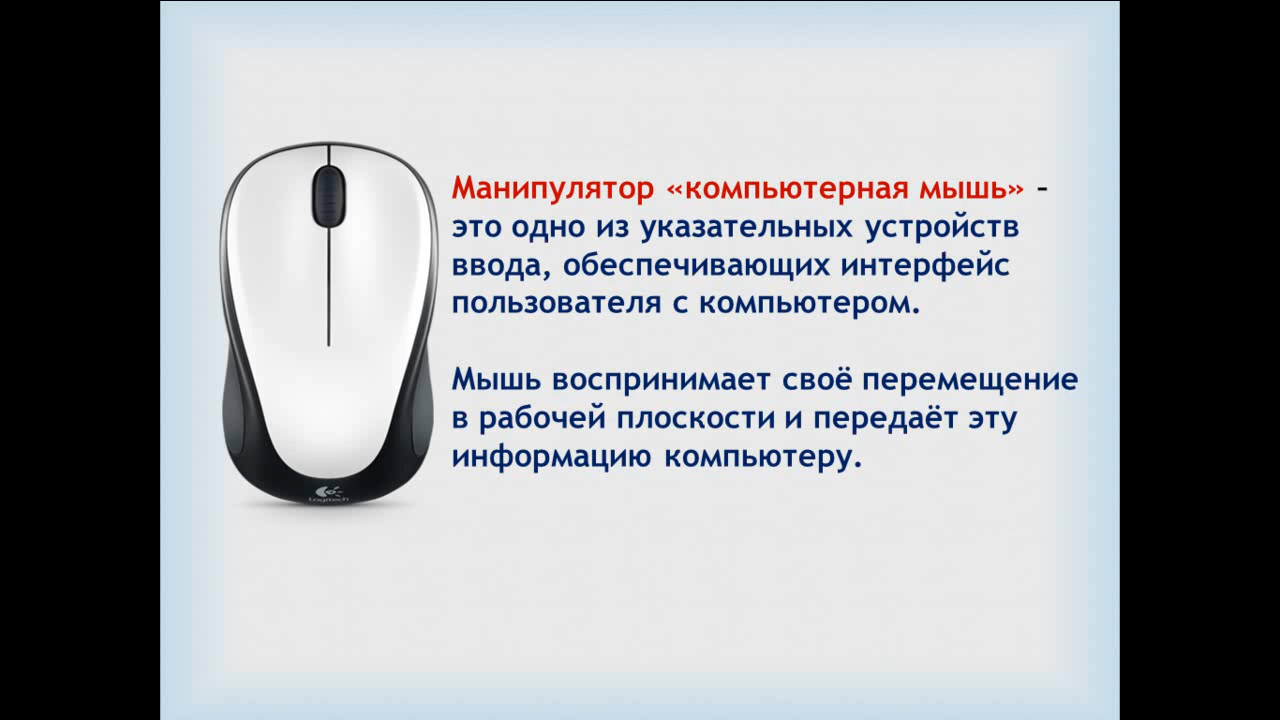 Манипулятор «компьютерная мышь» –
это одно из указательных устройств
ввода, обеспечивающих интерфейс
пользователя с компьютером.
Мышь воспринимает своё перемещение
в рабочей плоскости и передаёт эту
информацию компьютеру.
Logitech